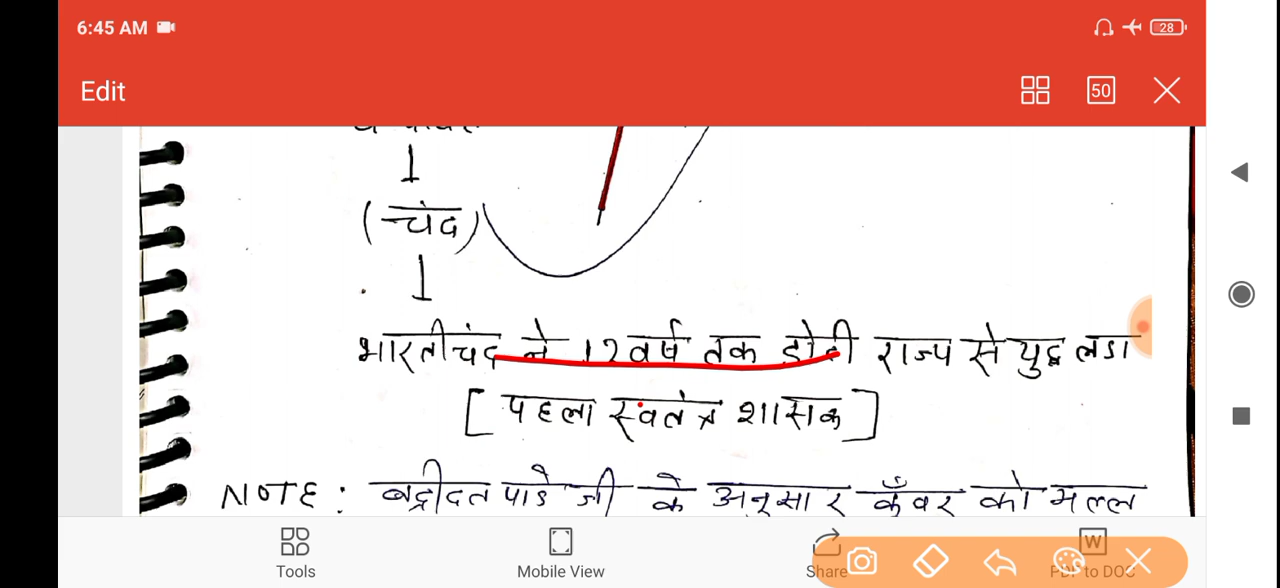 6:45 AM 28
Edit 50
(चंद)
भारतीचंद ने 12 वर्ष तक डोटी राज्य से युद्ध लडा
[पहला स्वतंत्र शासक]
NOTE: बद्रीदत पांडे जी के अनुसार कुँवर को मल्ल
Tools Mobile View Share PDF to DOC